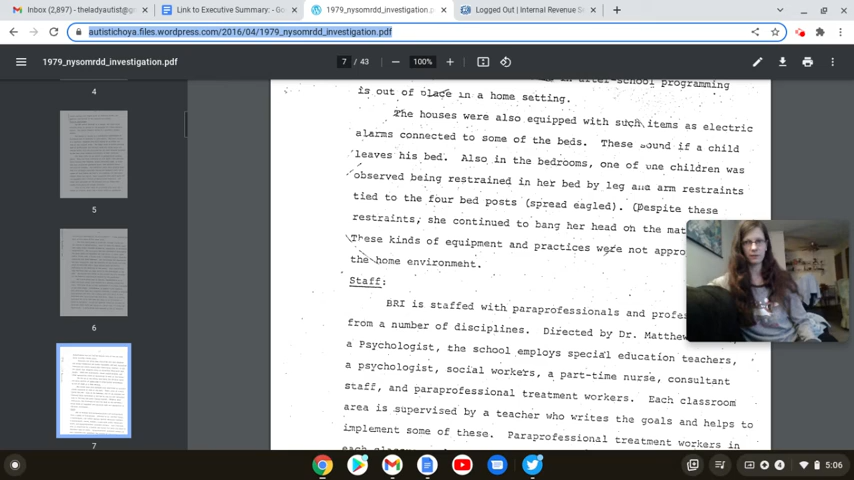 Inbox (2,897) - theladyautist@g
Link to Executive Summary: - Go
1979_nysomrdd_investigation.p
Logged Out | Internal Revenue S
autistichoya.files.wordpress.com/2016/04/1979_nysomrdd_investigation.pdf
1979_nysomrdd_investigation.pdf
7 / 43
100%
4
5
6
7
in after-school programming
is out of place in a home setting.
The houses were also equipped with such items as electric
alarms connected to some of the beds. These sound if a child
leaves his bed. Also in the bedrooms, one of the children was
observed being restrained in her bed by leg and arm restraints
tied to the four bed posts (spread eagled). (Despite these
restraints, she continued to bang her head on the mat
These kinds of equipment and practices were not appro
the home environment.
Staff:
BRI is staffed with paraprofessionals and profes
from a number of disciplines. Directed by Dr. Matthew
a Psychologist, the school employs special education teachers,
a psychologist, social workers, a part-time nurse, consultant
staff, and paraprofessional treatment workers. Each classroom
area is supervised by a teacher who writes the goals and helps to
implement some of these. Paraprofessional treatment workers in
5:06